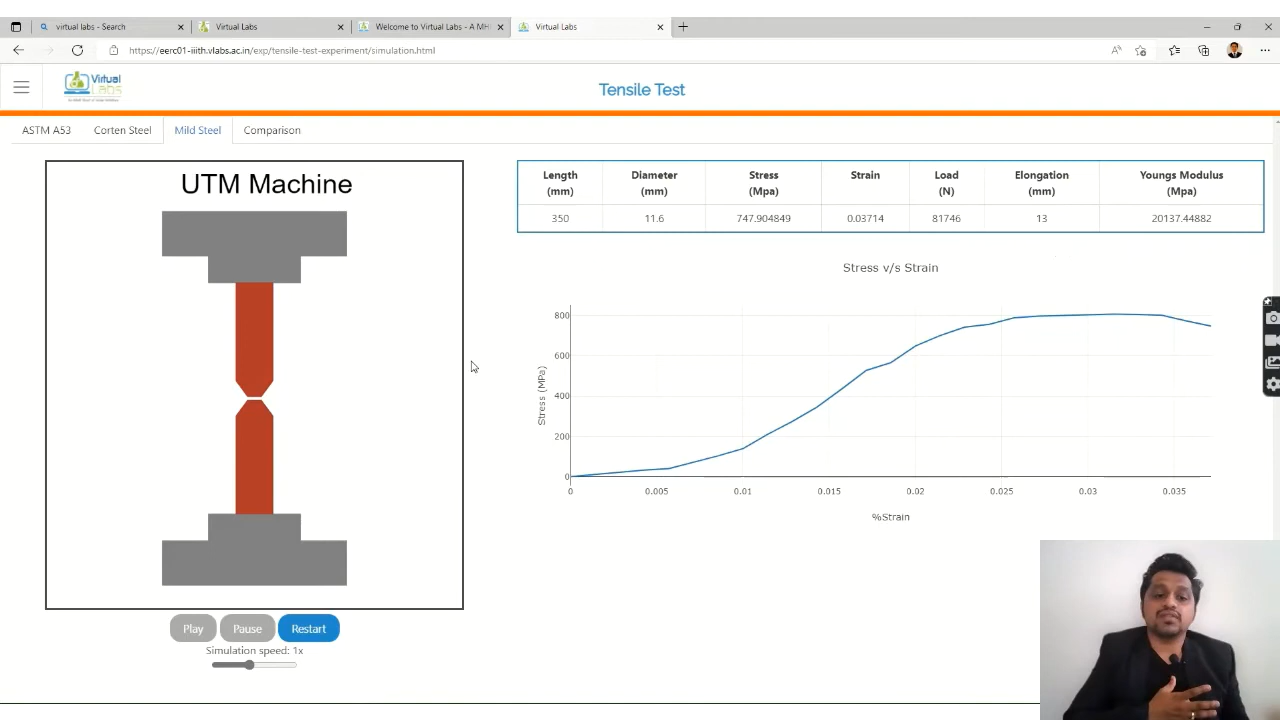 virtual labs - Search
Virtual Labs
Welcome to Virtual Labs - A MH
Virtual Labs
https://eerc01-iiith.vlabs.ac.in/exp/tensile-test-experiment/simulation.html
Virtual
Labs
Tensile Test
ASTM A53 Corten Steel Mild Steel Comparison
UTM Machine
Length (mm) Diameter (mm) Stress (Mpa) Strain Load (N) Elongation (mm) Youngs Modulus (Mpa)
350 11.6 747.904849 0.03714 81746 13 20137.44882
Stress v/s Strain
800
600
400
200
0
Stress (MPa)
0 0.005 0.01 0.015 0.02 0.025 0.03 0.035
%Strain
Play Pause Restart
Simulation speed: 1x